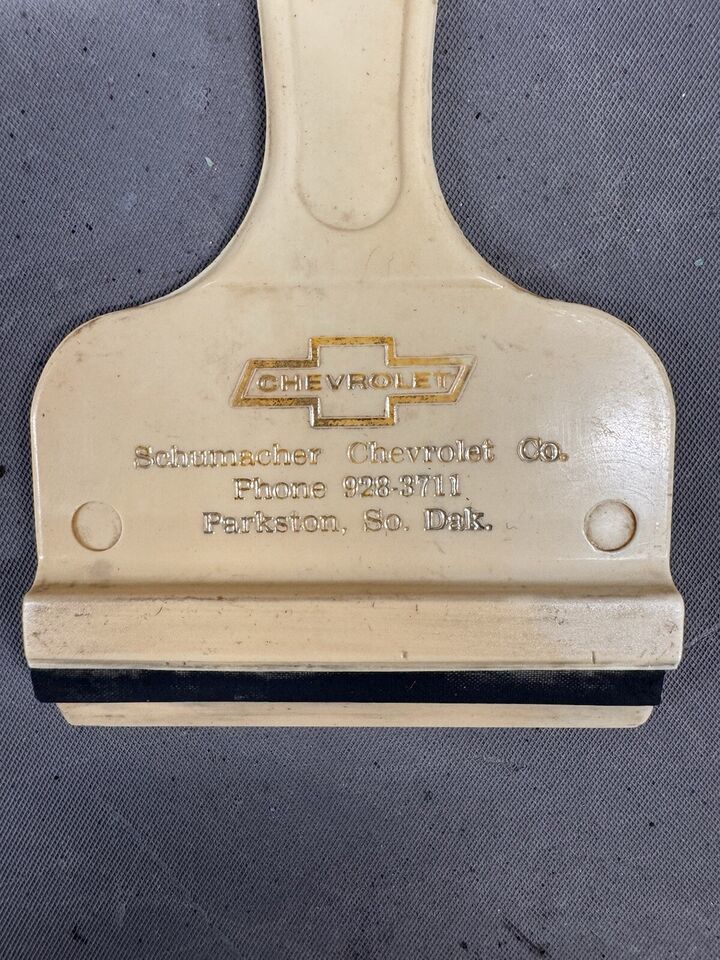 CHEVROLET
Schumacher Chevrolet Co.
Phone 928-3711
Parkston, So. Dak.